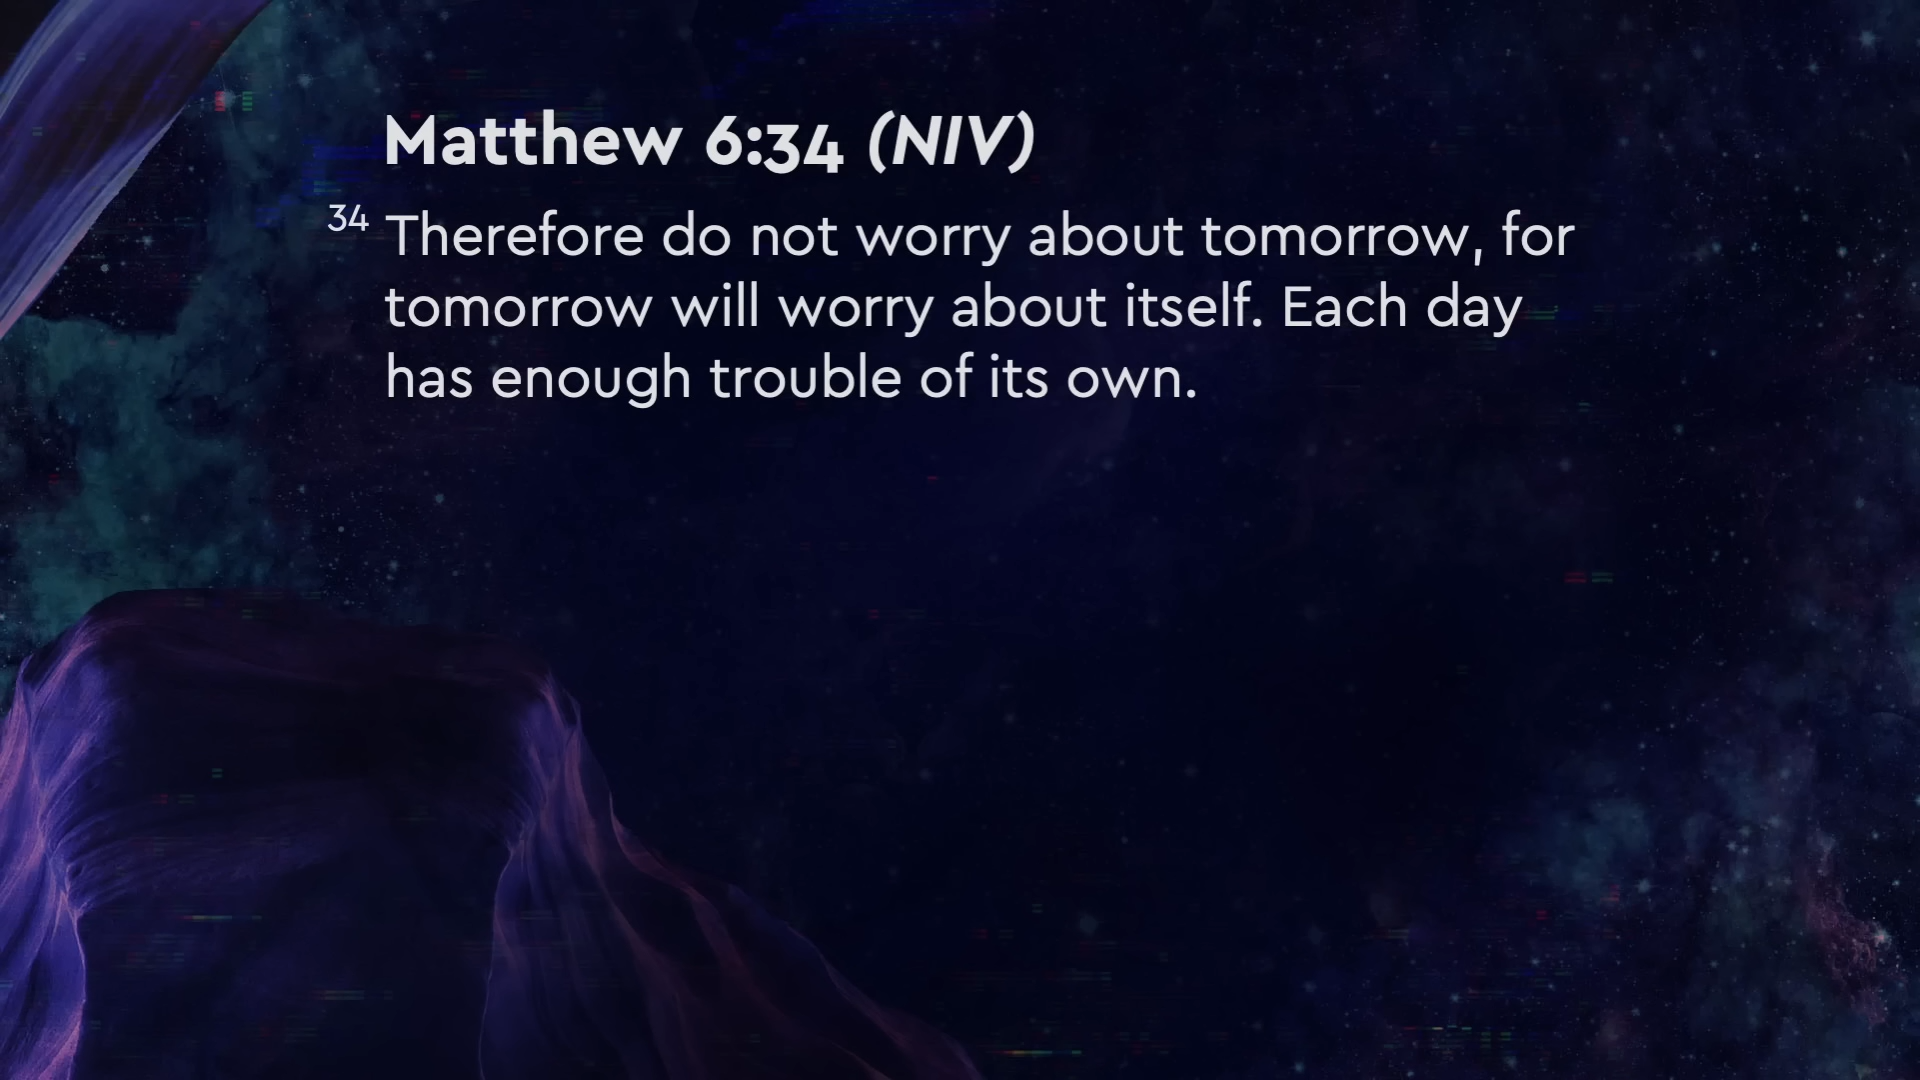 Matthew 6:34 (NIV)
34 Therefore do not worry about tomorrow, for
tomorrow will worry about itself. Each day
has enough trouble of its own.